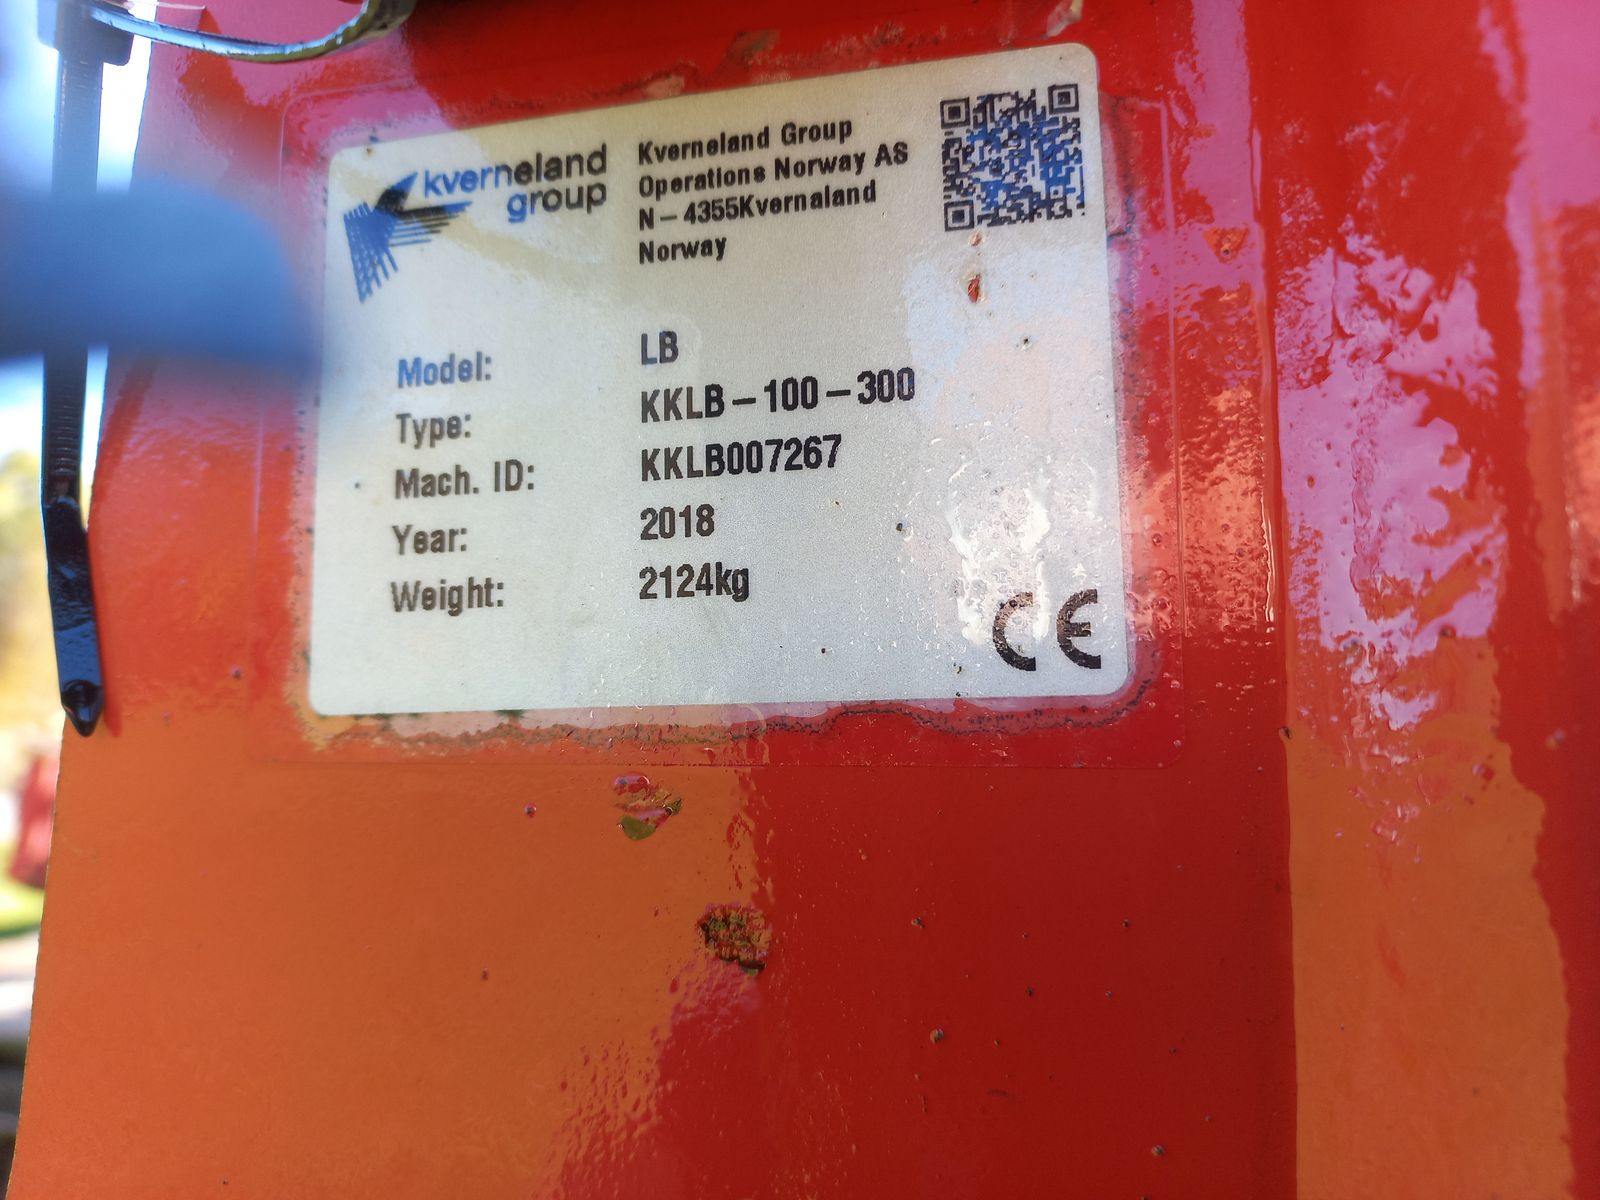 kverneland
group
Kverneland Group
Operations Norway AS
N-4355Kvernaland
Norway
Model: LB
Type: KKLB-100-300
Mach. ID: KKLB007267
Year: 2018
Weight: 2124kg
CE